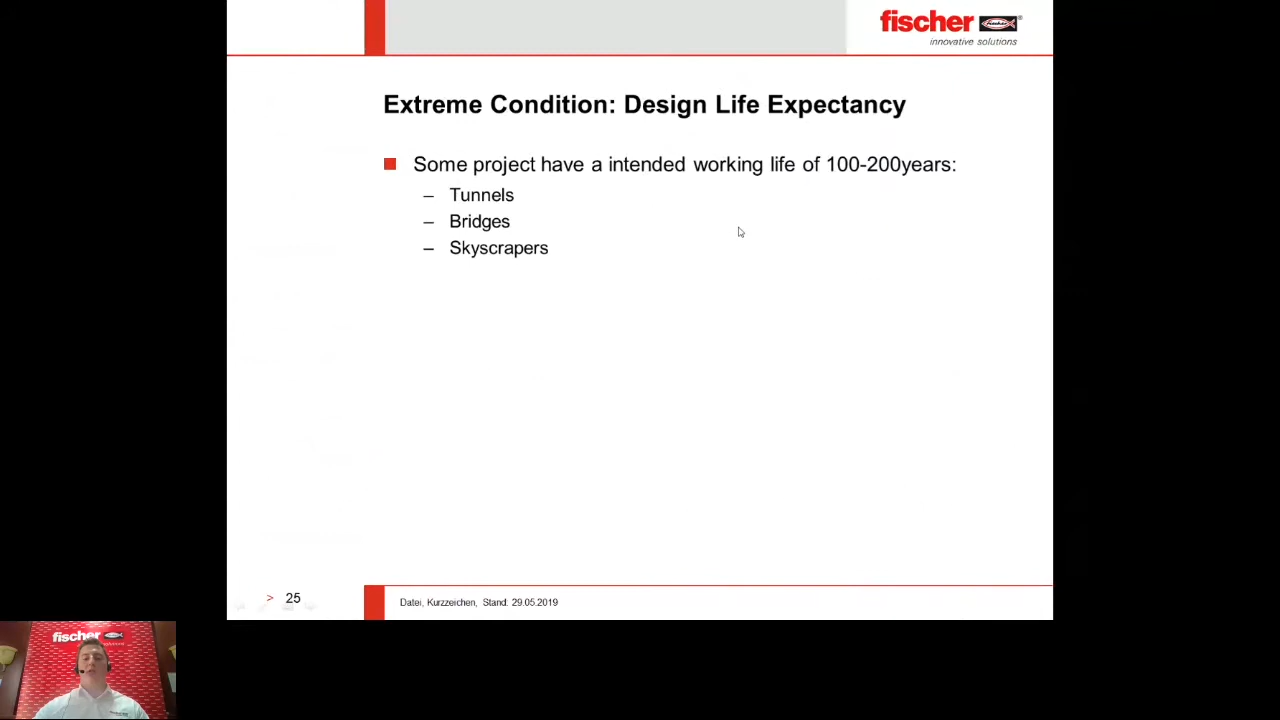 fischer
innovative solutions
Extreme Condition: Design Life Expectancy
Some project have a intended working life of 100-200years:
– Tunnels
– Bridges
– Skyscrapers
> 25
Datei, Kurzzeichen, Stand: 29.05.2019
fischer